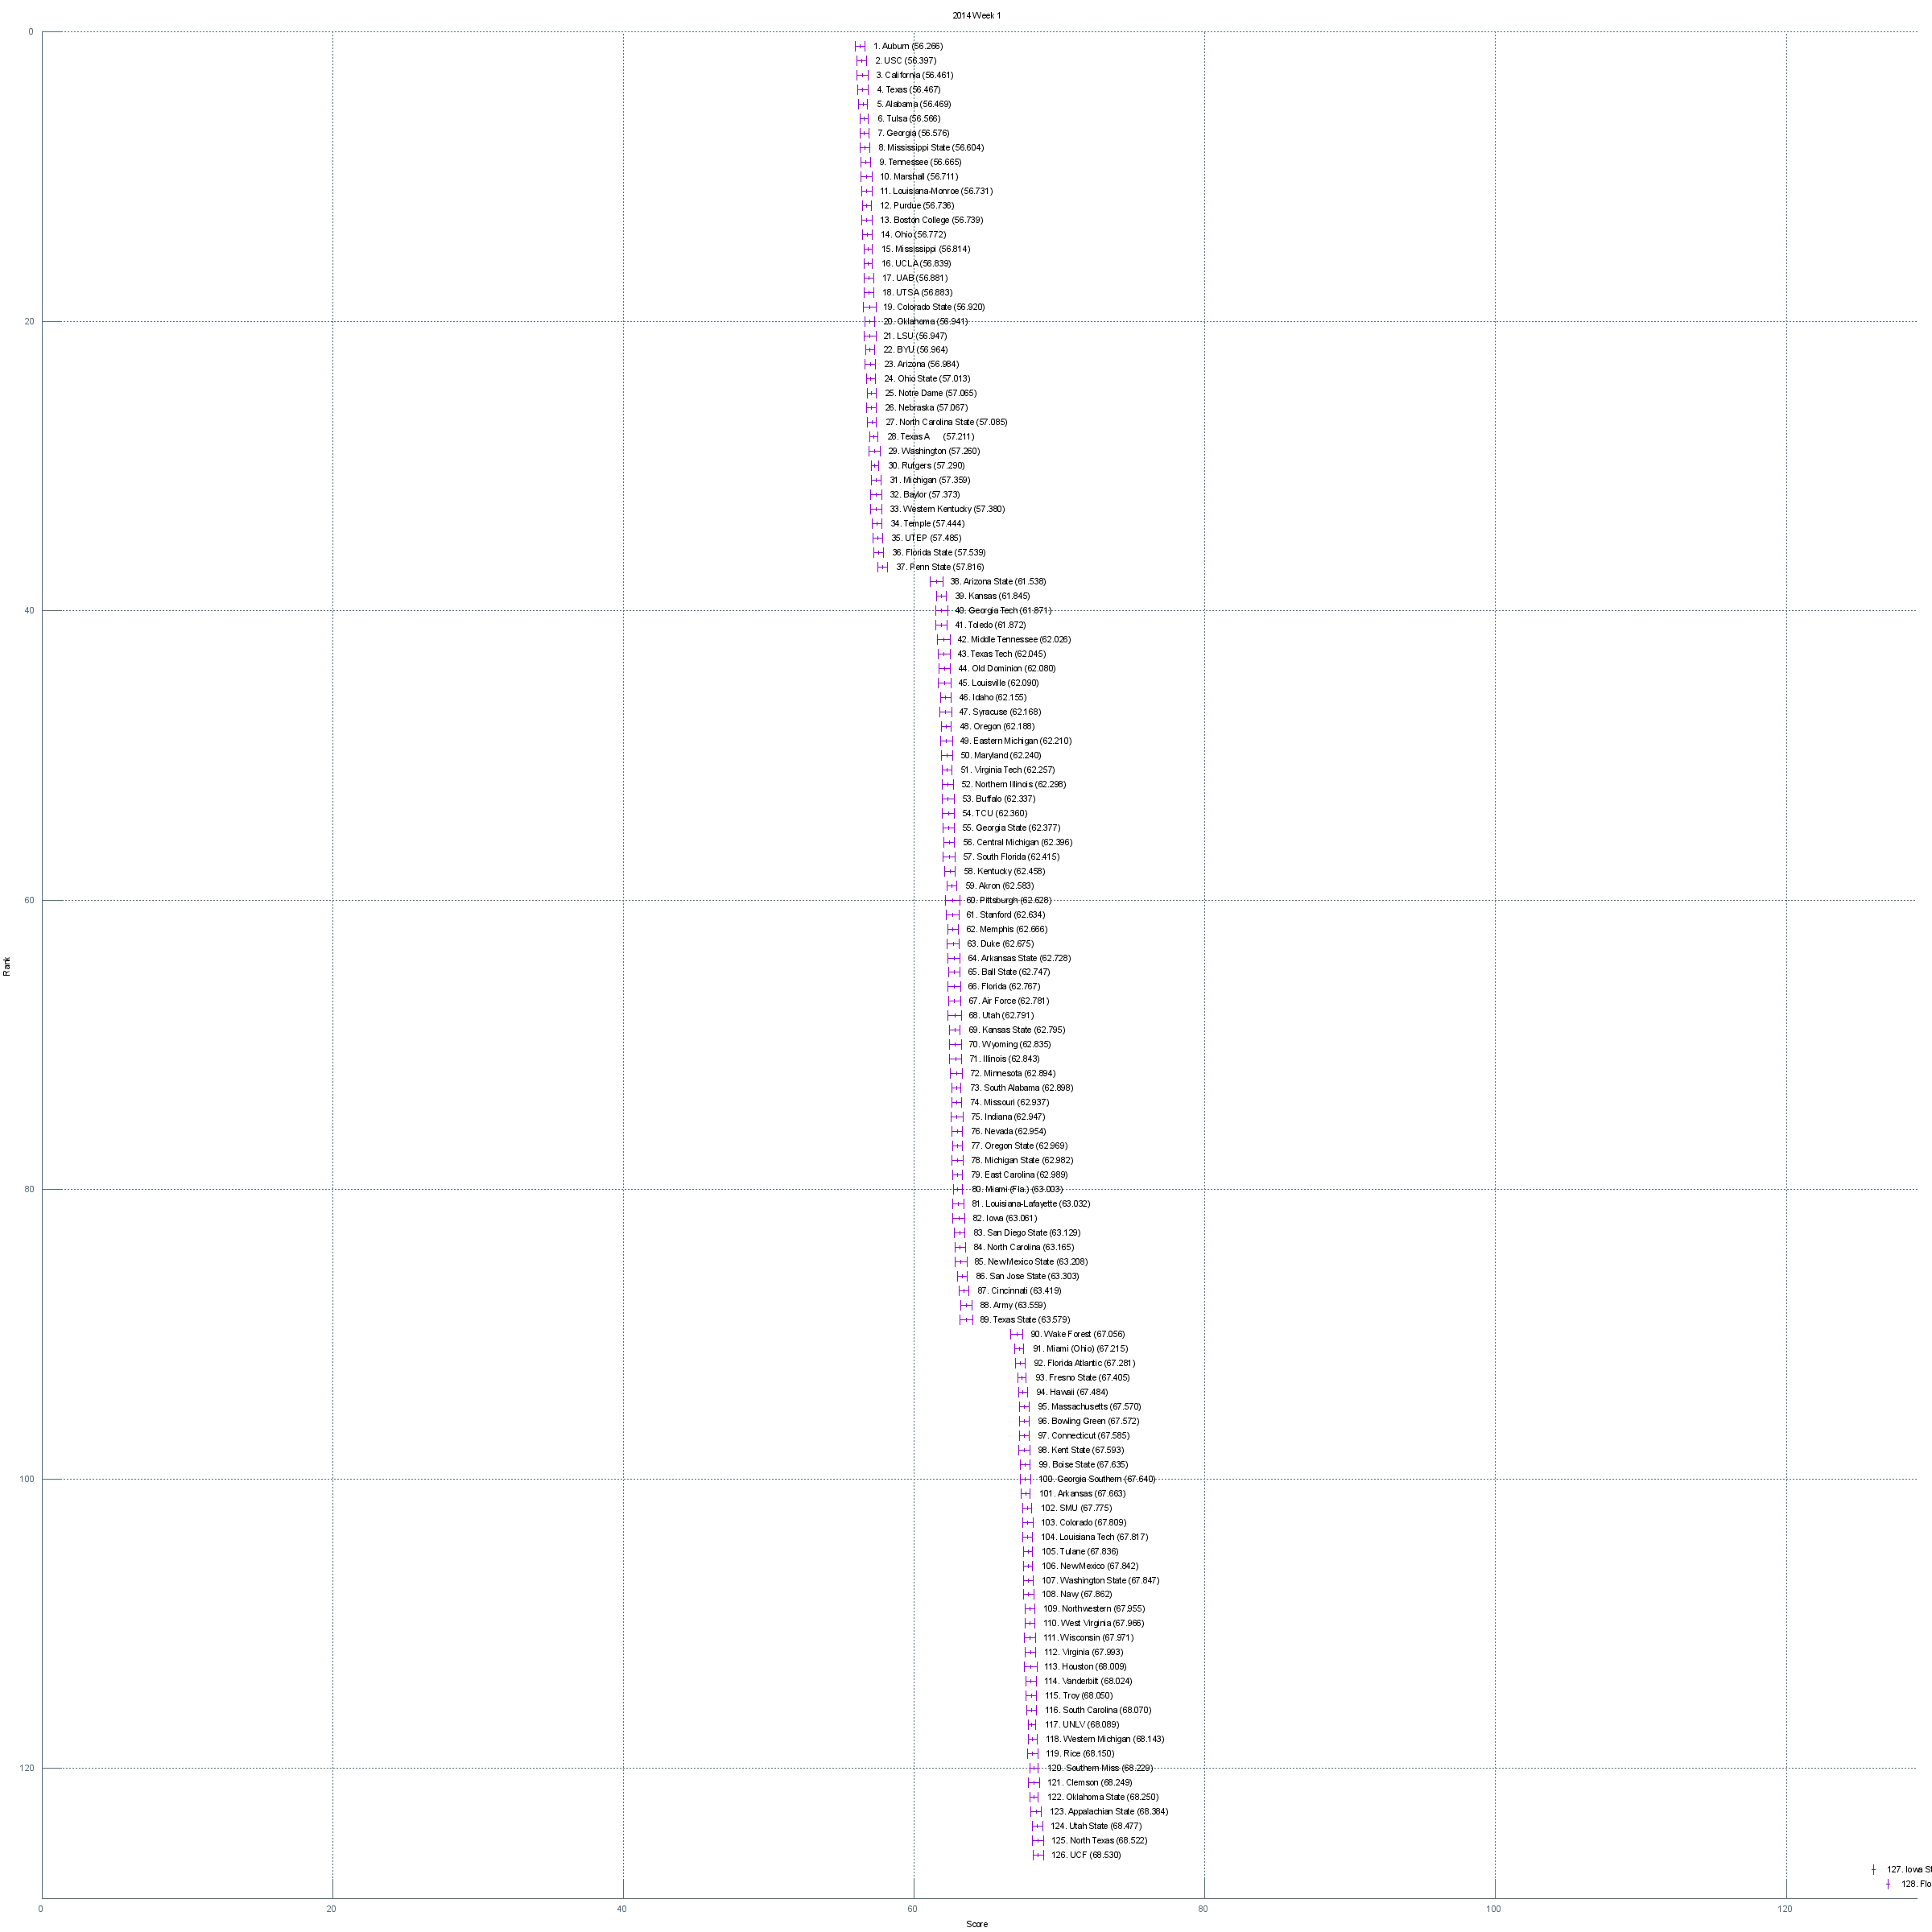 2014 Week 1
0
1. Auburn (56.266)
2. USC (56.397)
3. California (56.461)
4. Texas (56.467)
5. Alabama (56.469)
6. Tulsa (56.566)
7. Georgia (56.576)
8. Mississippi State (56.604)
9. Tennessee (56.665)
10. Marshall (56.711)
11. Louisiana-Monroe (56.731)
12. Purdue (56.736)
13. Boston College (56.739)
14. Ohio (56.772)
15. Mississippi (56.814)
16. UCLA (56.839)
17. UAB (56.881)
18. UTSA (56.883)
19. Colorado State (56.920)
20 20. Oklahoma (56.941)
21. LSU (56.947)
22. BYU (56.964)
23. Arizona (56.984)
24. Ohio State (57.013)
25. Notre Dame (57.065)
26. Nebraska (57.067)
27. North Carolina State (57.085)
28. Texas A (57.211)
29. Washington (57.260)
30. Rutgers (57.290)
31. Michigan (57.359)
32. Baylor (57.373)
33. Western Kentucky (57.380)
34. Temple (57.444)
35. UTEP (57.485)
36. Florida State (57.539)
37. Penn State (57.816)
38. Arizona State (61.538)
39. Kansas (61.845)
40 40. Georgia Tech (61.871)
41. Toledo (61.872)
42. Middle Tennessee (62.026)
43. Texas Tech (62.045)
44. Old Dominion (62.080)
45. Louisville (62.090)
46. Idaho (62.155)
47. Syracuse (62.168)
48. Oregon (62.188)
49. Eastern Michigan (62.210)
50. Maryland (62.240)
51. Virginia Tech (62.257)
52. Northern Illinois (62.298)
53. Buffalo (62.337)
54. TCU (62.360)
55. Georgia State (62.377)
56. Central Michigan (62.396)
57. South Florida (62.415)
58. Kentucky (62.458)
59. Akron (62.583)
60 60. Pittsburgh (62.628)
61. Stanford (62.634)
62. Memphis (62.666)
63. Duke (62.675)
64. Arkansas State (62.728)
Rank
65. Ball State (62.747)
66. Florida (62.767)
67. Air Force (62.781)
68. Utah (62.791)
69. Kansas State (62.795)
70. Wyoming (62.835)
71. Illinois (62.843)
72. Minnesota (62.894)
73. South Alabama (62.898)
74. Missouri (62.937)
75. Indiana (62.947)
76. Nevada (62.954)
77. Oregon State (62.969)
78. Michigan State (62.982)
79. East Carolina (62.989)
80 80. Miami (Fla.) (63.003)
81. Louisiana-Lafayette (63.032)
82. Iowa (63.061)
83. San Diego State (63.129)
84. North Carolina (63.165)
85. New Mexico State (63.208)
86. San Jose State (63.303)
87. Cincinnati (63.419)
88. Army (63.559)
89. Texas State (63.579)
90. Wake Forest (67.056)
91. Miami (Ohio) (67.215)
92. Florida Atlantic (67.281)
93. Fresno State (67.405)
94. Hawaii (67.484)
95. Massachusetts (67.570)
96. Bowling Green (67.572)
97. Connecticut (67.585)
98. Kent State (67.593)
99. Boise State (67.635)
100 100. Georgia Southern (67.640)
101. Arkansas (67.663)
102. SMU (67.775)
103. Colorado (67.809)
104. Louisiana Tech (67.817)
105. Tulane (67.836)
106. New Mexico (67.842)
107. Washington State (67.847)
108. Navy (67.862)
109. Northwestern (67.955)
110. West Virginia (67.966)
111. Wisconsin (67.971)
112. Virginia (67.993)
113. Houston (68.009)
114. Vanderbilt (68.024)
115. Troy (68.050)
116. South Carolina (68.070)
117. UNLV (68.089)
118. Western Michigan (68.143)
119. Rice (68.150)
120 120. Southern Miss (68.229)
121. Clemson (68.249)
122. Oklahoma State (68.250)
123. Appalachian State (68.384)
124. Utah State (68.477)
125. North Texas (68.522)
126. UCF (68.530)
127. Iowa St
128. Flo
0 20 40 60 80 100 120
Score